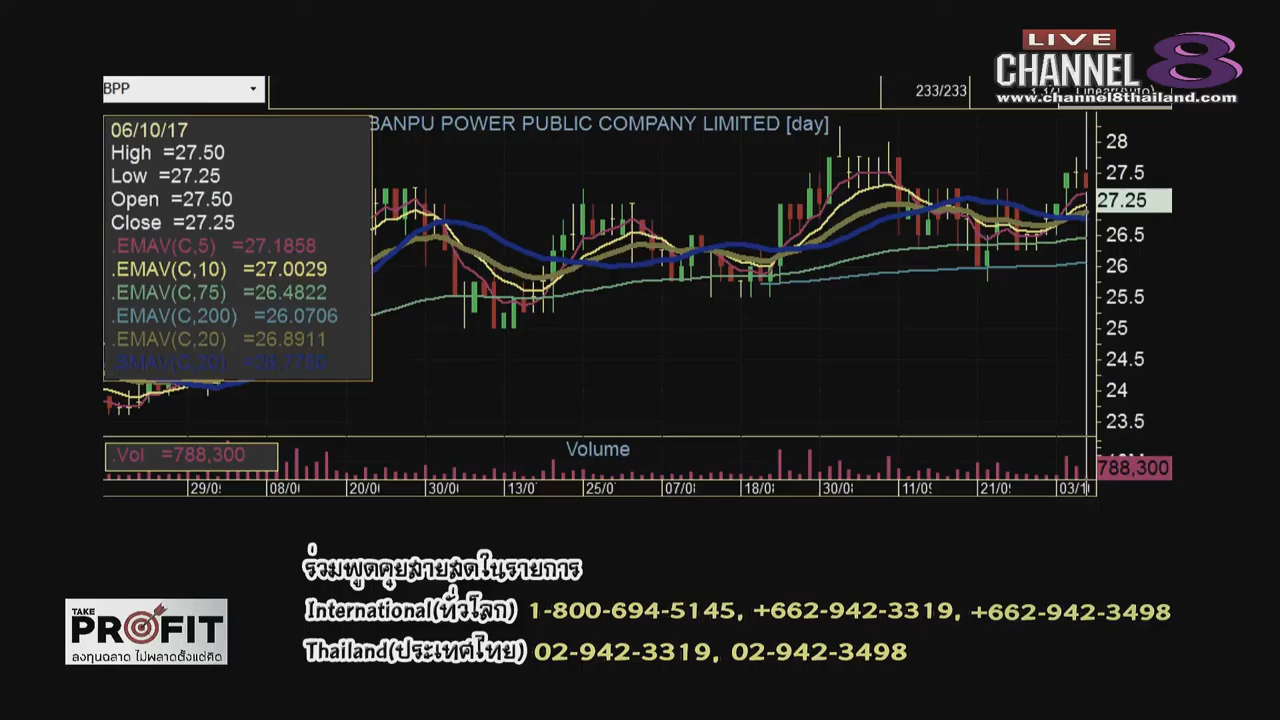 LIVE
CHANNEL 8
www.channel8thailand.com
BPP
233/233
BANPU POWER PUBLIC COMPANY LIMITED [day]
06/10/17
High =27.50
Low =27.25
Open =27.50
Close =27.25
.EMAV(C,5) =27.1858
.EMAV(C,10) =27.0029
.EMAV(C,75) =26.4822
.EMAV(C,200) =26.0706
.EMAV(C,20) =26.8911
28
27.5
27.25
26.5
26
25.5
25
24.5
24
23.5
.Vol =788,300
Volume
788,300
29/0 08/0 20/0 30/0 13/0 25/0 07/0 18/0 30/0 11/0 21/0 03/1
ร่วมพูดคุยสายสดในรายการ
International(ทั่วโลก) 1-800-694-5145, +662-942-3319, +662-942-3498
Thailand(ประเทศไทย) 02-942-3319, 02-942-3498
TAKE
PROFIT
ลงทุนฉลาด ไม่พลาดตั้งแต่คิด